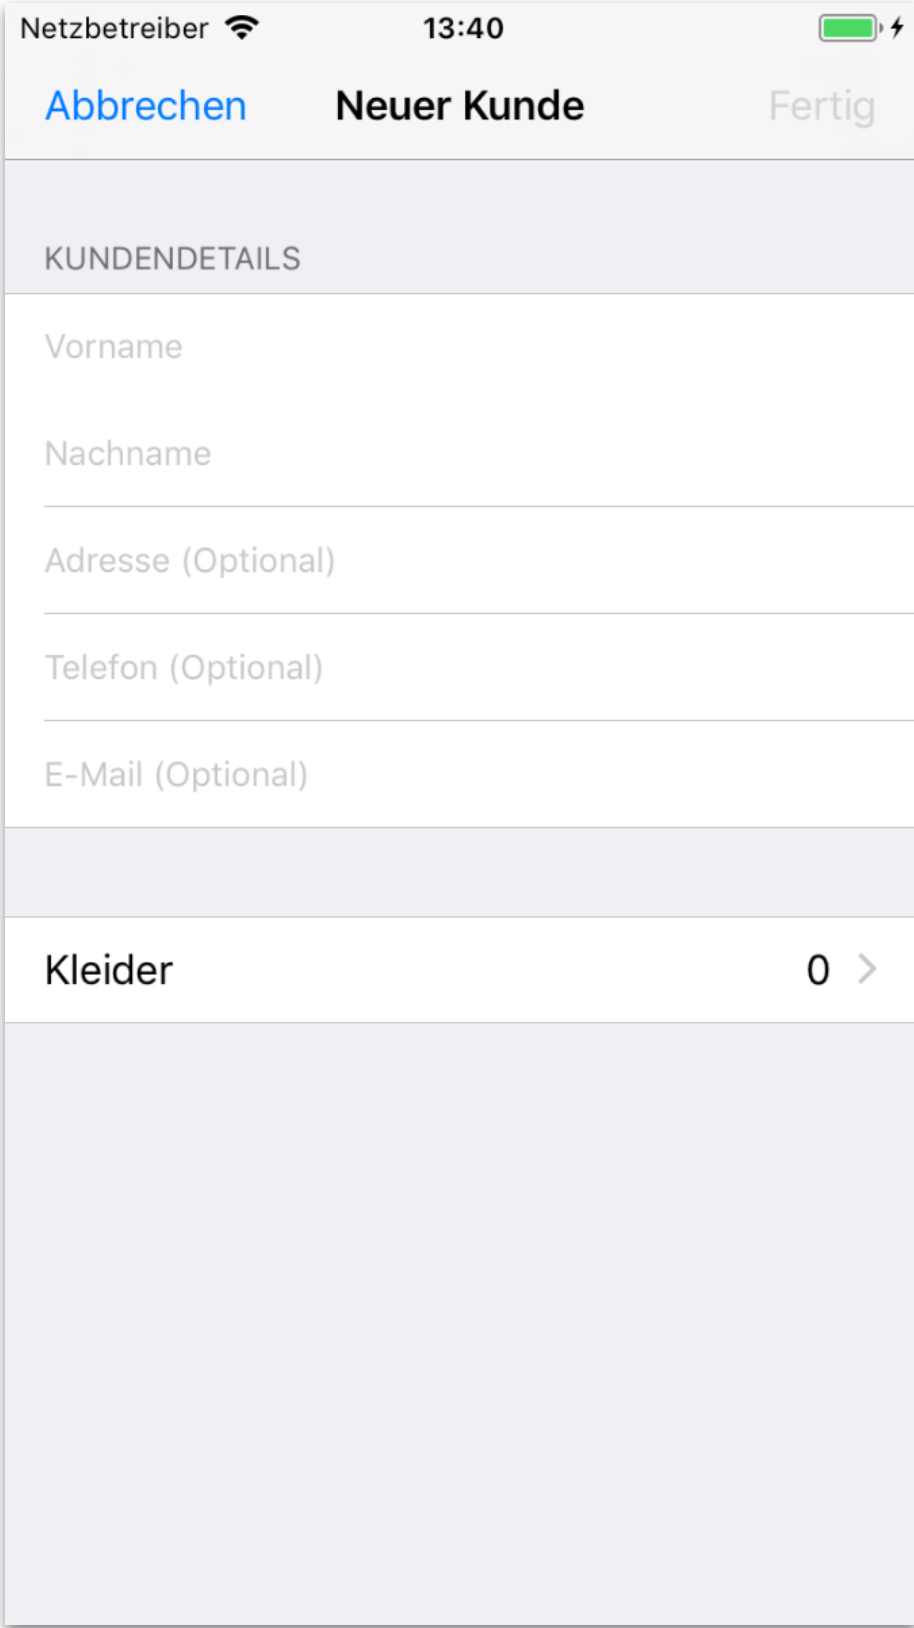 Netzbetreiber 13:40
Abbrechen Neuer Kunde Fertig
KUNDENDETAILS
Vorname
Nachname
Adresse (Optional)
Telefon (Optional)
E-Mail (Optional)
Kleider 0